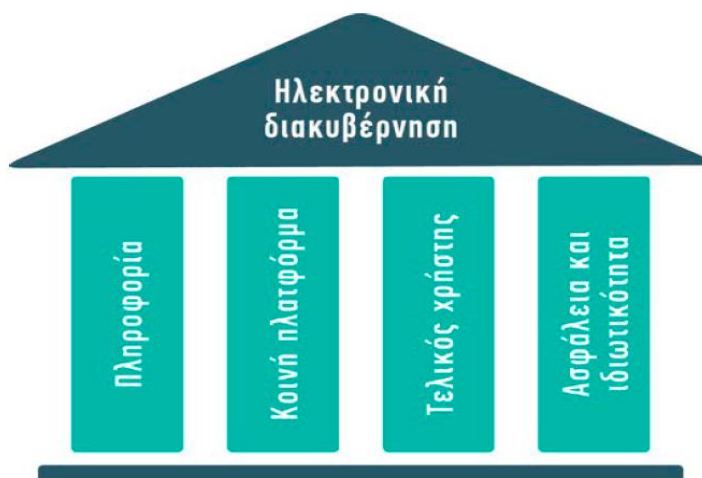 Ηλεκτρονική
διακυβέρνηση
Πληροφορία
Κοινή πλατφόρμα
Τελικός χρήστης
Ασφάλεια και
ιδιωτικότητα